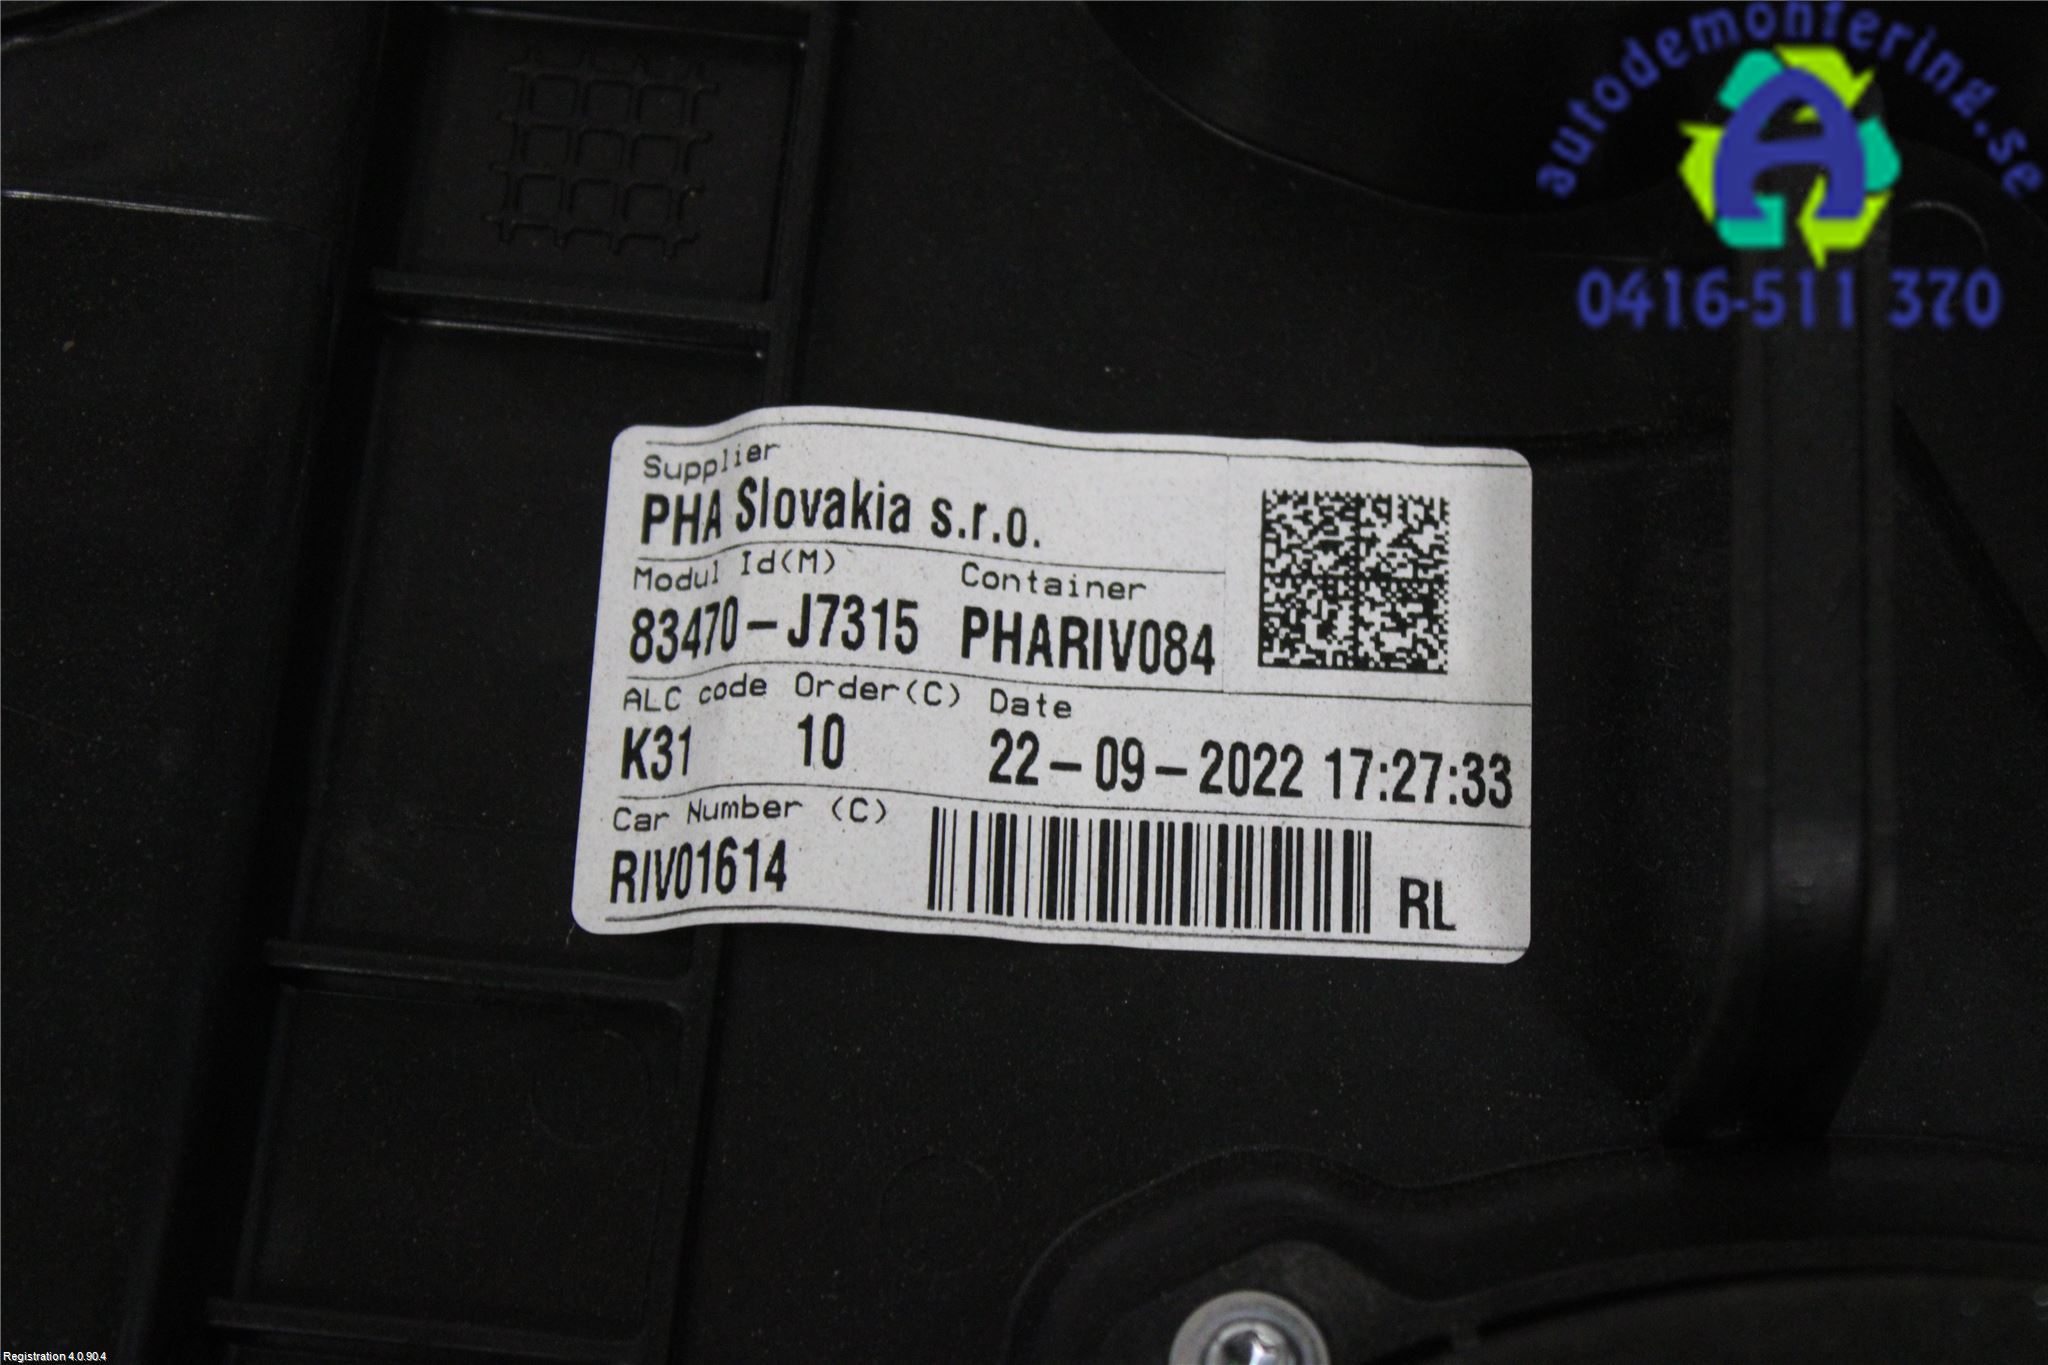 autodemontering.se
A
0416-511 370
Supplier
PHA Slovakia s.r.o.
Modul Id(M) Container
83470-J7315 PHARIV084
ALC code Order(C) Date
K31 10 22-09-2022 17:27:33
Car Number (C)
RIV01614 RL
Registration 4.0.90.4